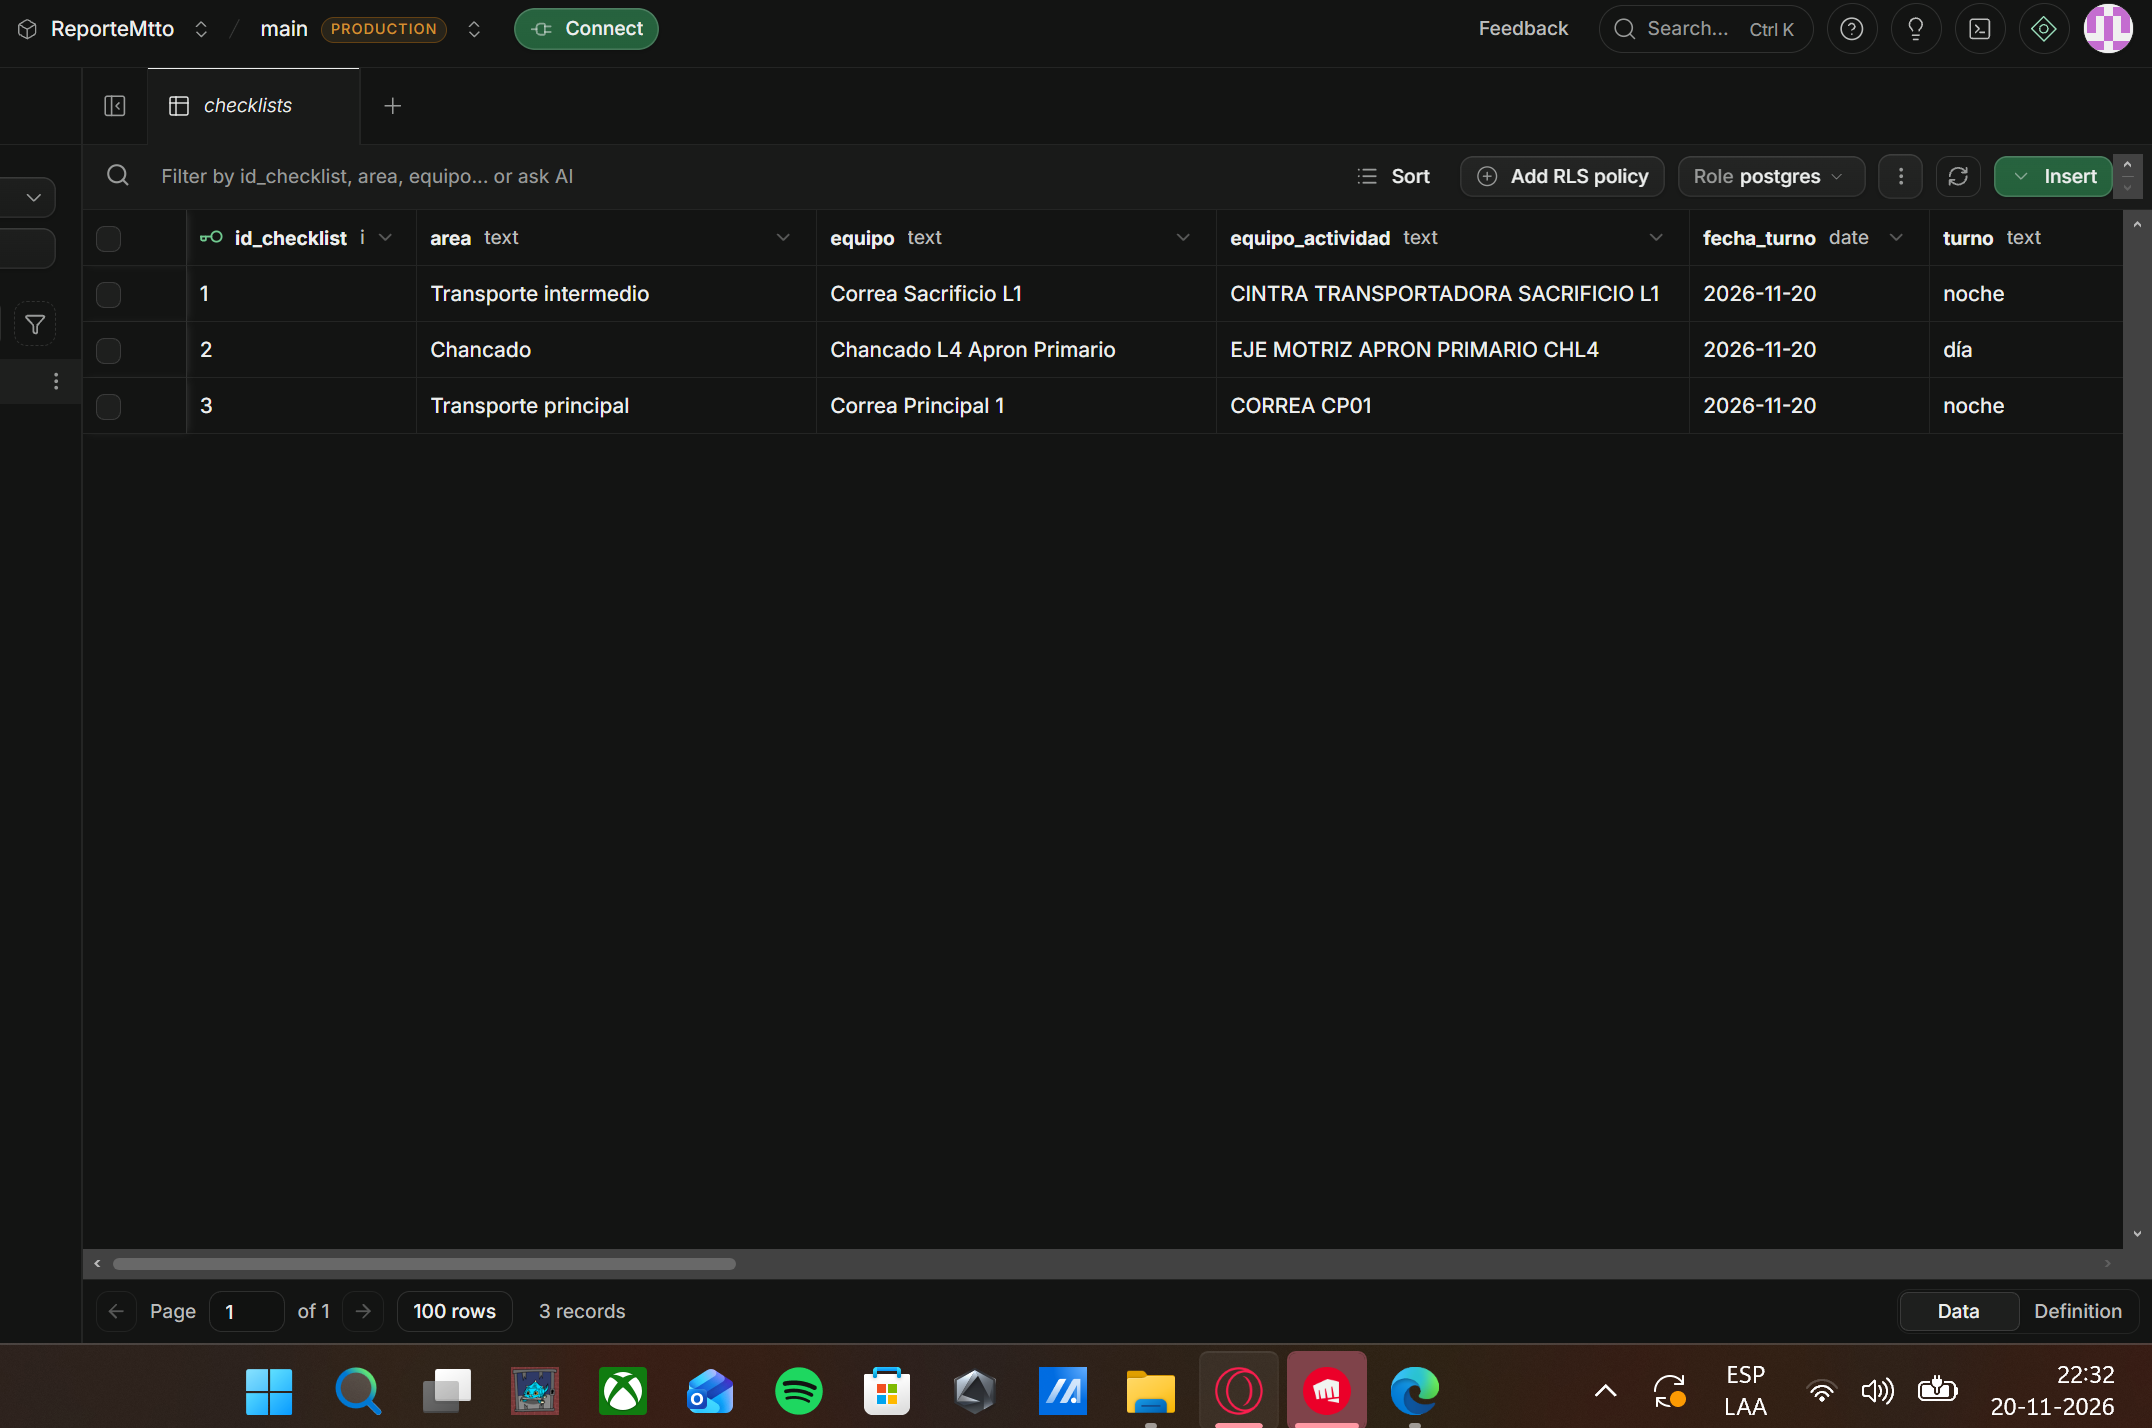 ReporteMtto / main PRODUCTION Connect Feedback Search... Ctrl K
checklists
Filter by id_checklist, area, equipo... or ask AI Sort Add RLS policy Role postgres Insert
id_checklist i area text equipo text equipo_actividad text fecha_turno date turno text
1 Transporte intermedio Correa Sacrificio L1 CINTRA TRANSPORTADORA SACRIFICIO L1 2026-11-20 noche
2 Chancado Chancado L4 Apron Primario EJE MOTRIZ APRON PRIMARIO CHL4 2026-11-20 día
3 Transporte principal Correa Principal 1 CORREA CP01 2026-11-20 noche
Page 1 of 1 100 rows 3 records Data Definition
ESP 22:32
LAA 20-11-2026